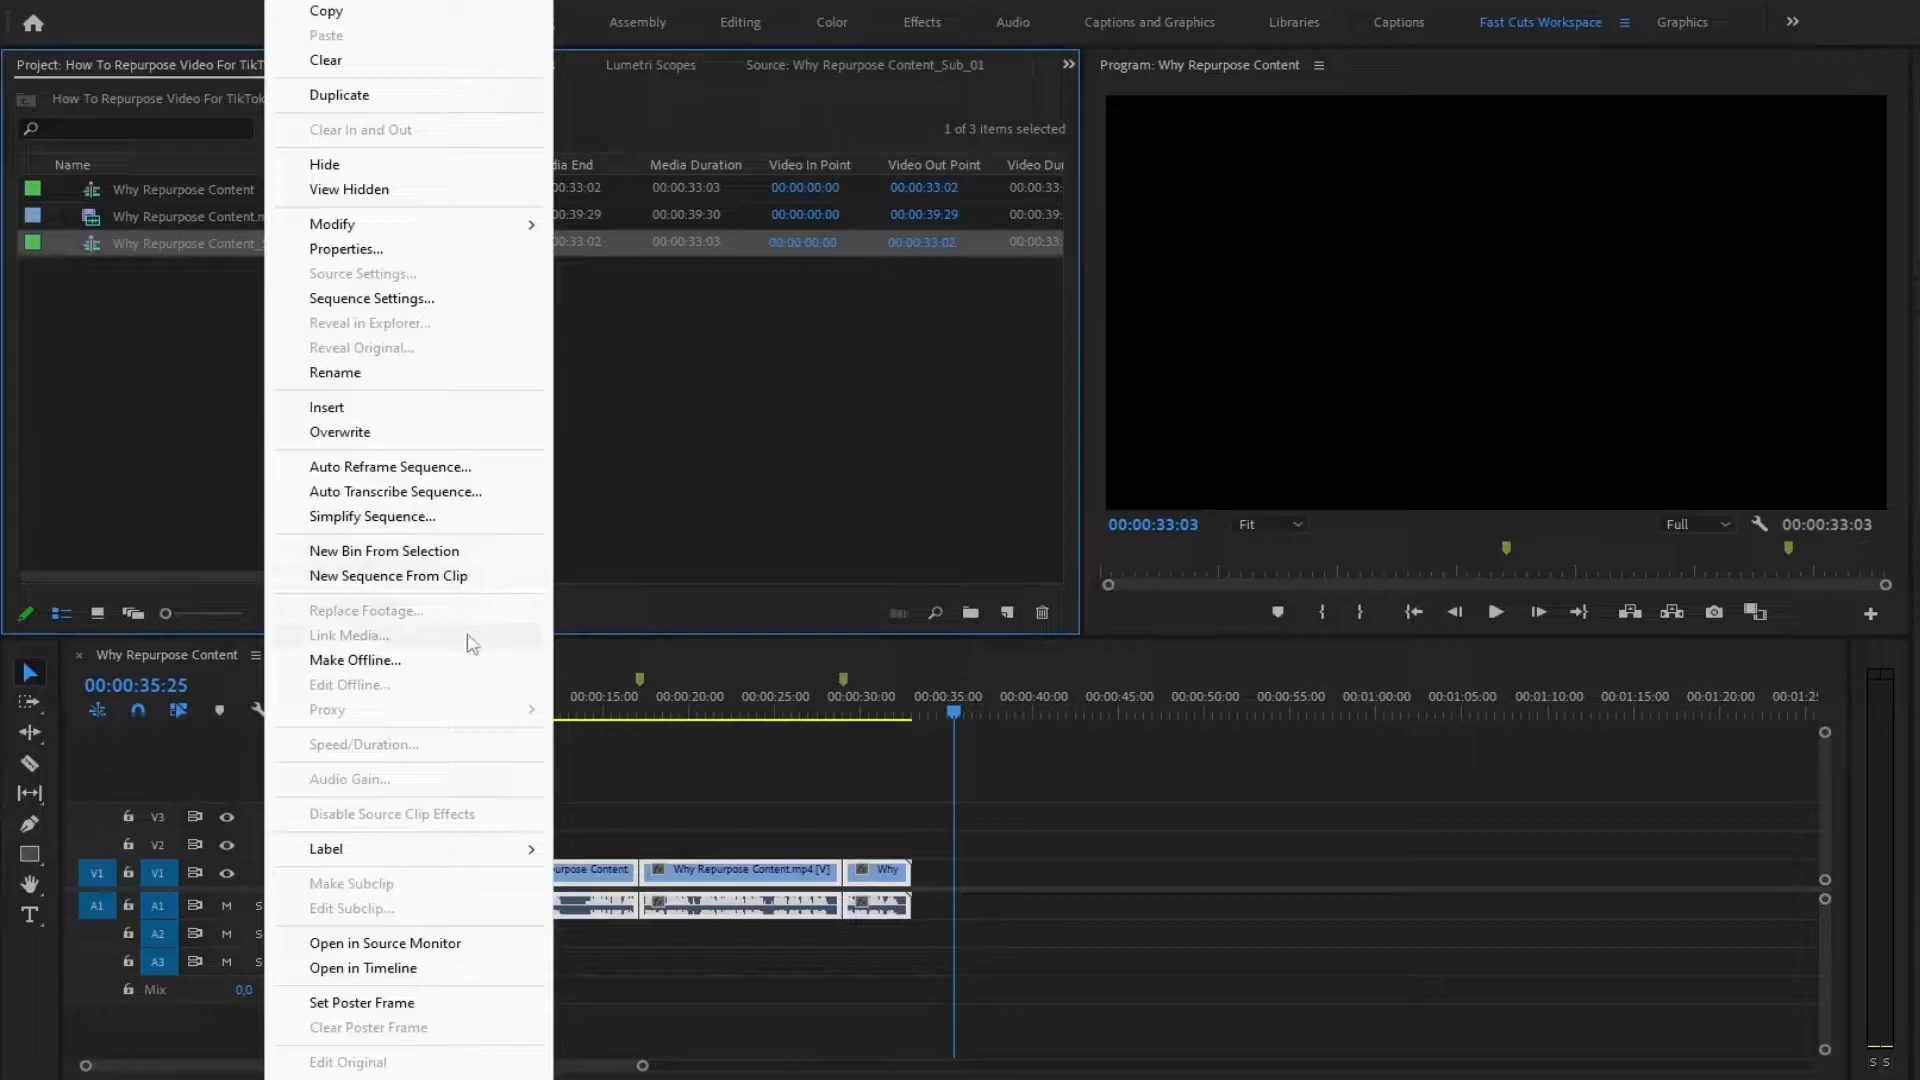 Assembly
Editing
Color
Effects
Audio
Captions and Graphics
Libraries
Captions
Fast Cuts Workspace
Graphics
Project: How To Repurpose Video For TikT
Lumetri Scopes
Source: Why Repurpose Content_Sub_01
Program: Why Repurpose Content
How To Repurpose Video For TikTok
1 of 3 items selected
Name
dia End
Media Duration
Video In Point
Video Out Point
Video Dur
Why Repurpose Content
00:33:02
00:00:33:03
00:00:00:00
00:00:33:02
00:00:33:
Why Repurpose Content.m
00:39:29
00:00:39:30
00:00:00:00
00:00:39:29
00:00:39:
Why Repurpose Content_S
00:33:02
00:00:33:03
00:00:00:00
00:00:33:02
00:00:33:
Copy
Paste
Clear
Duplicate
Clear In and Out
Hide
View Hidden
Modify
Properties...
Source Settings...
Sequence Settings...
Reveal in Explorer...
Reveal Original...
Rename
Insert
Overwrite
Auto Reframe Sequence...
Auto Transcribe Sequence...
Simplify Sequence...
New Bin From Selection
New Sequence From Clip
Replace Footage...
Link Media...
Make Offline...
Edit Offline...
Proxy
Speed/Duration...
Audio Gain...
Disable Source Clip Effects
Label
Make Subclip
Edit Subclip...
Open in Source Monitor
Open in Timeline
Set Poster Frame
Clear Poster Frame
Edit Original
00:00:33:03
Fit
Full
00:00:33:03
Why Repurpose Content
00:00:35:25
00:00:15:00
00:00:20:00
00:00:25:00
00:00:30:00
00:00:35:00
00:00:40:00
00:00:45:00
00:00:50:00
00:00:55:00
00:01:00:00
00:01:05:00
00:01:10:00
00:01:15:00
00:01:20:00
00:01:25
V3
V2
V1
V1
urpose Content.
Why Repurpose Content.mp4 [V]
Why
A1
A1
M
S
A2
M
S
A3
M
S
Mix
0,0
S S